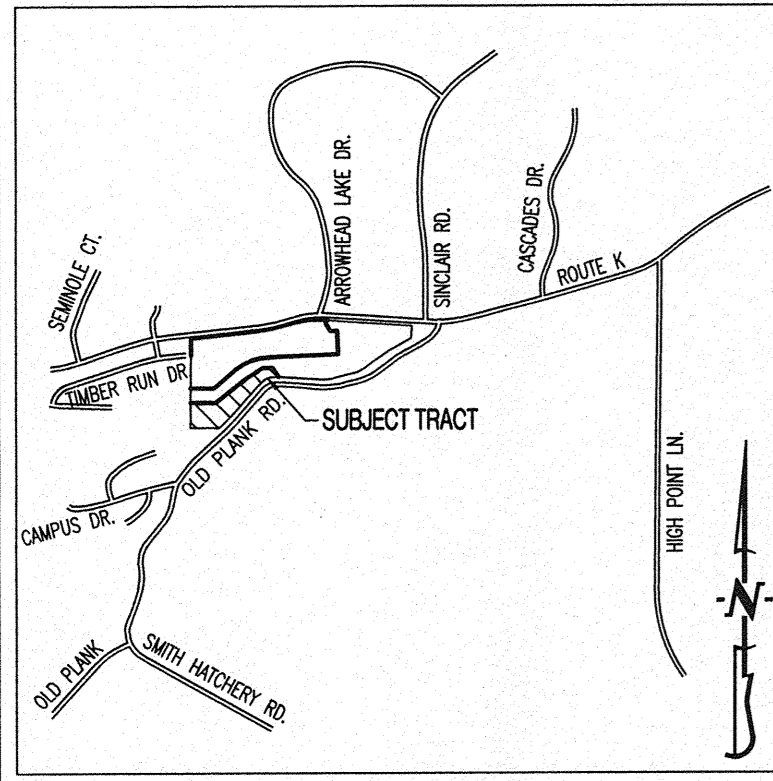 ARROWHEAD LAKE DR.
SINCLAIR RD.
CASCADES DR.
ROUTE K
SEMINOLE CT.
TIMBER RUN DR.
SUBJECT TRACT
OLD PLANK RD.
HIGH POINT LN.
CAMPUS DR.
-N-
OLD PLANK
SMITH HATCHERY RD.